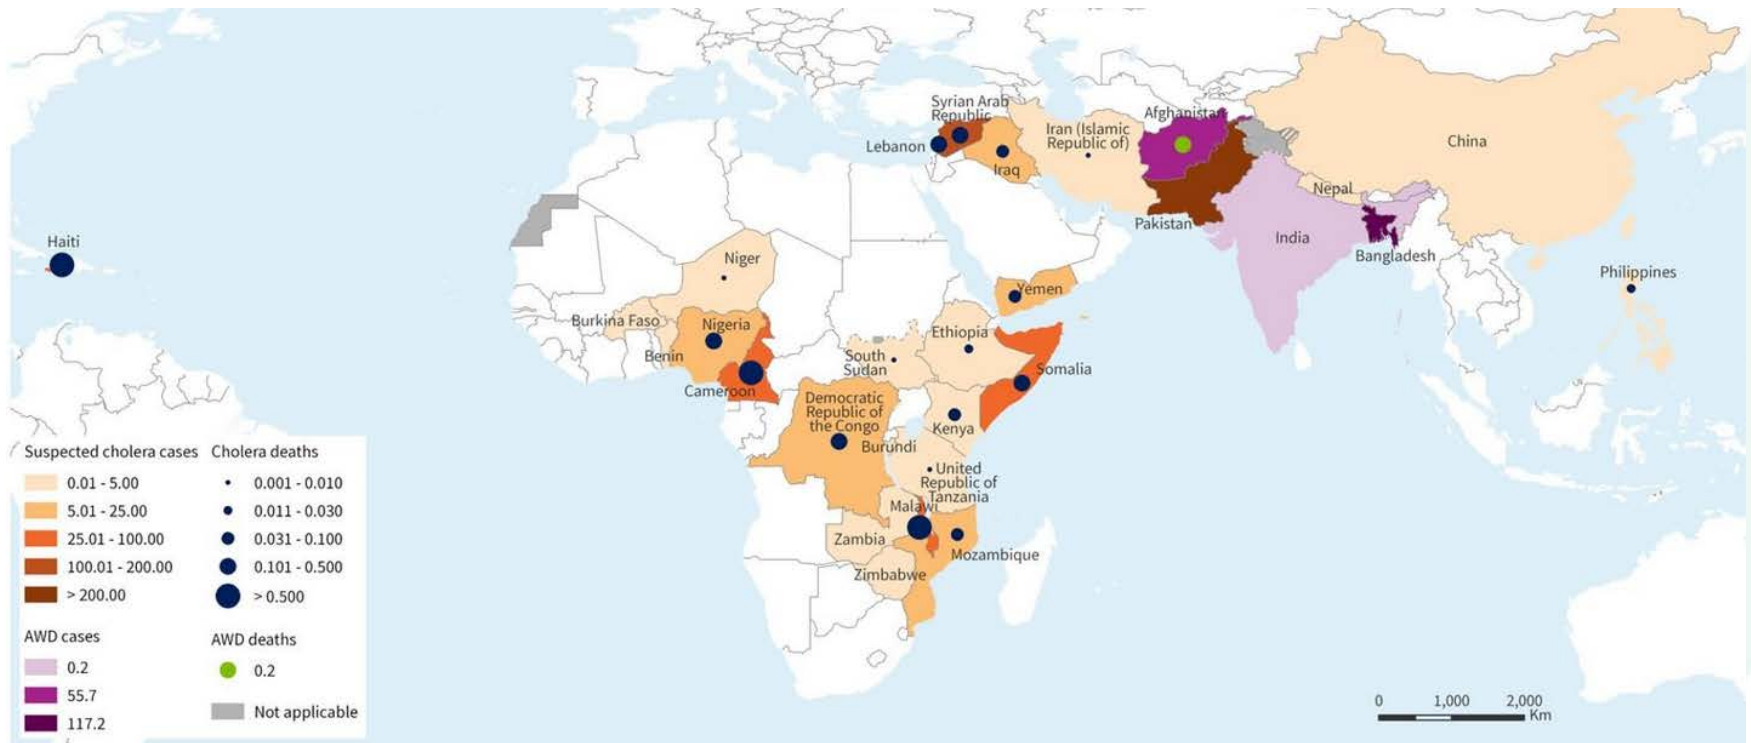 Syrian Arab
Republic
Lebanon
Iraq
Iran (Islamic
Republic of)
Afghanistan
China
Nepal
Pakistan
India
Bangladesh
Philippines
Haiti
Niger
Burkina Faso
Nigeria
Benin
Cameroon
Yemen
Ethiopia
South
Sudan
Somalia
Democratic
Republic of
the Congo
Kenya
Burundi
United
Republic of
Tanzania
Malawi
Zambia
Mozambique
Zimbabwe
Suspected cholera cases
0.01 - 5.00
5.01 - 25.00
25.01 - 100.00
100.01 - 200.00
> 200.00
AWD cases
0.2
55.7
117.2
Cholera deaths
0.001 - 0.010
0.011 - 0.030
0.031 - 0.100
0.101 - 0.500
> 0.500
AWD deaths
0.2
Not applicable
0 1,000 2,000
Km